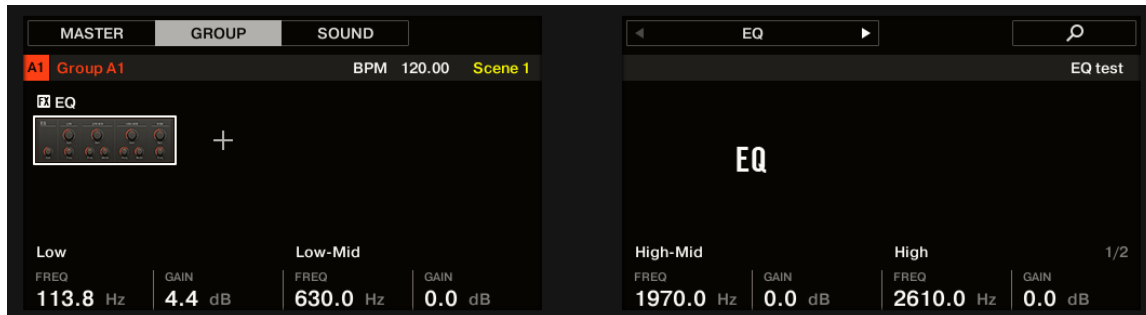 MASTER GROUP SOUND
A1 Group A1 BPM 120.00 Scene 1
FX EQ
Low Low-Mid
FREQ GAIN FREQ GAIN
113.8 Hz 4.4 dB 630.0 Hz 0.0 dB
EQ
EQ test
EQ
High-Mid High 1/2
FREQ GAIN FREQ GAIN
1970.0 Hz 0.0 dB 2610.0 Hz 0.0 dB